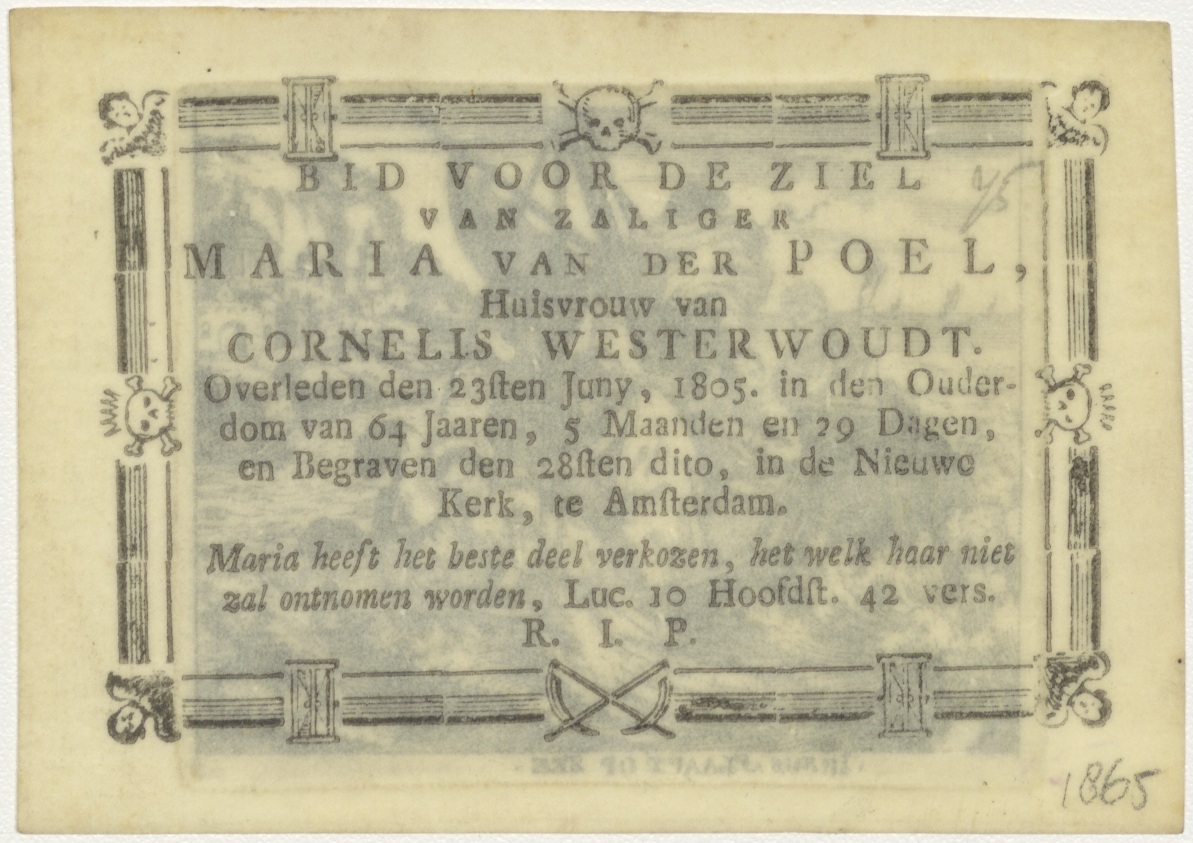 BID VOOR DE ZIEL
VAN ZALIGER
MARIA VAN DER POEL,
Huisvrouw van
CORNELIS WESTERWOUDT.
Overleden den 23ſten Juny, 1805. in den Ouder-
dom van 64 Jaaren, 5 Maanden en 29 Dagen,
en Begraven den 28ſten dito, in de Nieuwe
Kerk, te Amſterdam.
Maria heeft het beste deel verkozen, het welk haar niet
zal ontnomen worden, Luc. 10 Hoofdſt. 42 vers.
R. I. P.
1865